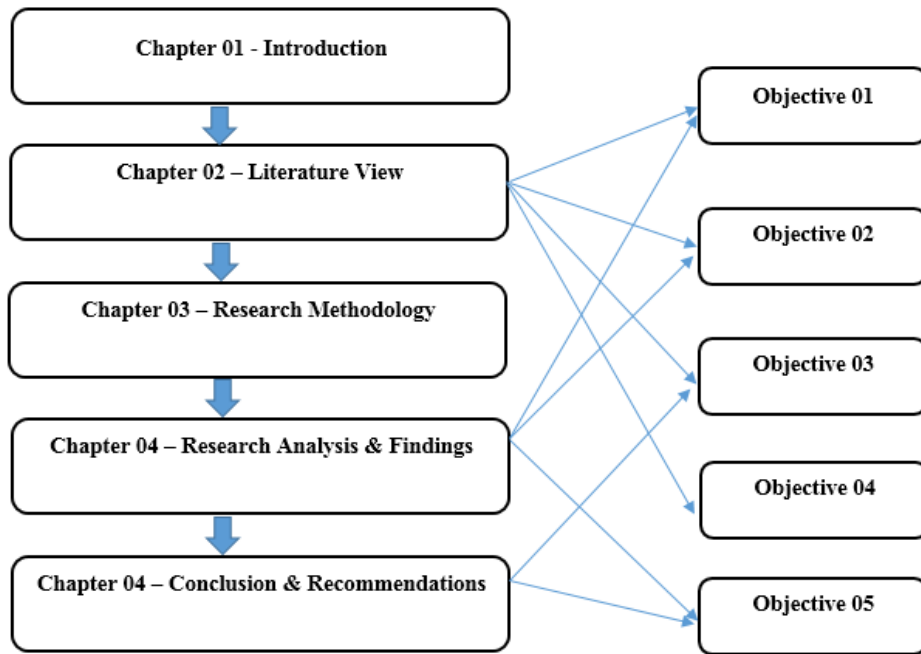 Chapter 01 - Introduction
Chapter 02 – Literature View
Chapter 03 – Research Methodology
Chapter 04 – Research Analysis & Findings
Chapter 04 – Conclusion & Recommendations
Objective 01
Objective 02
Objective 03
Objective 04
Objective 05